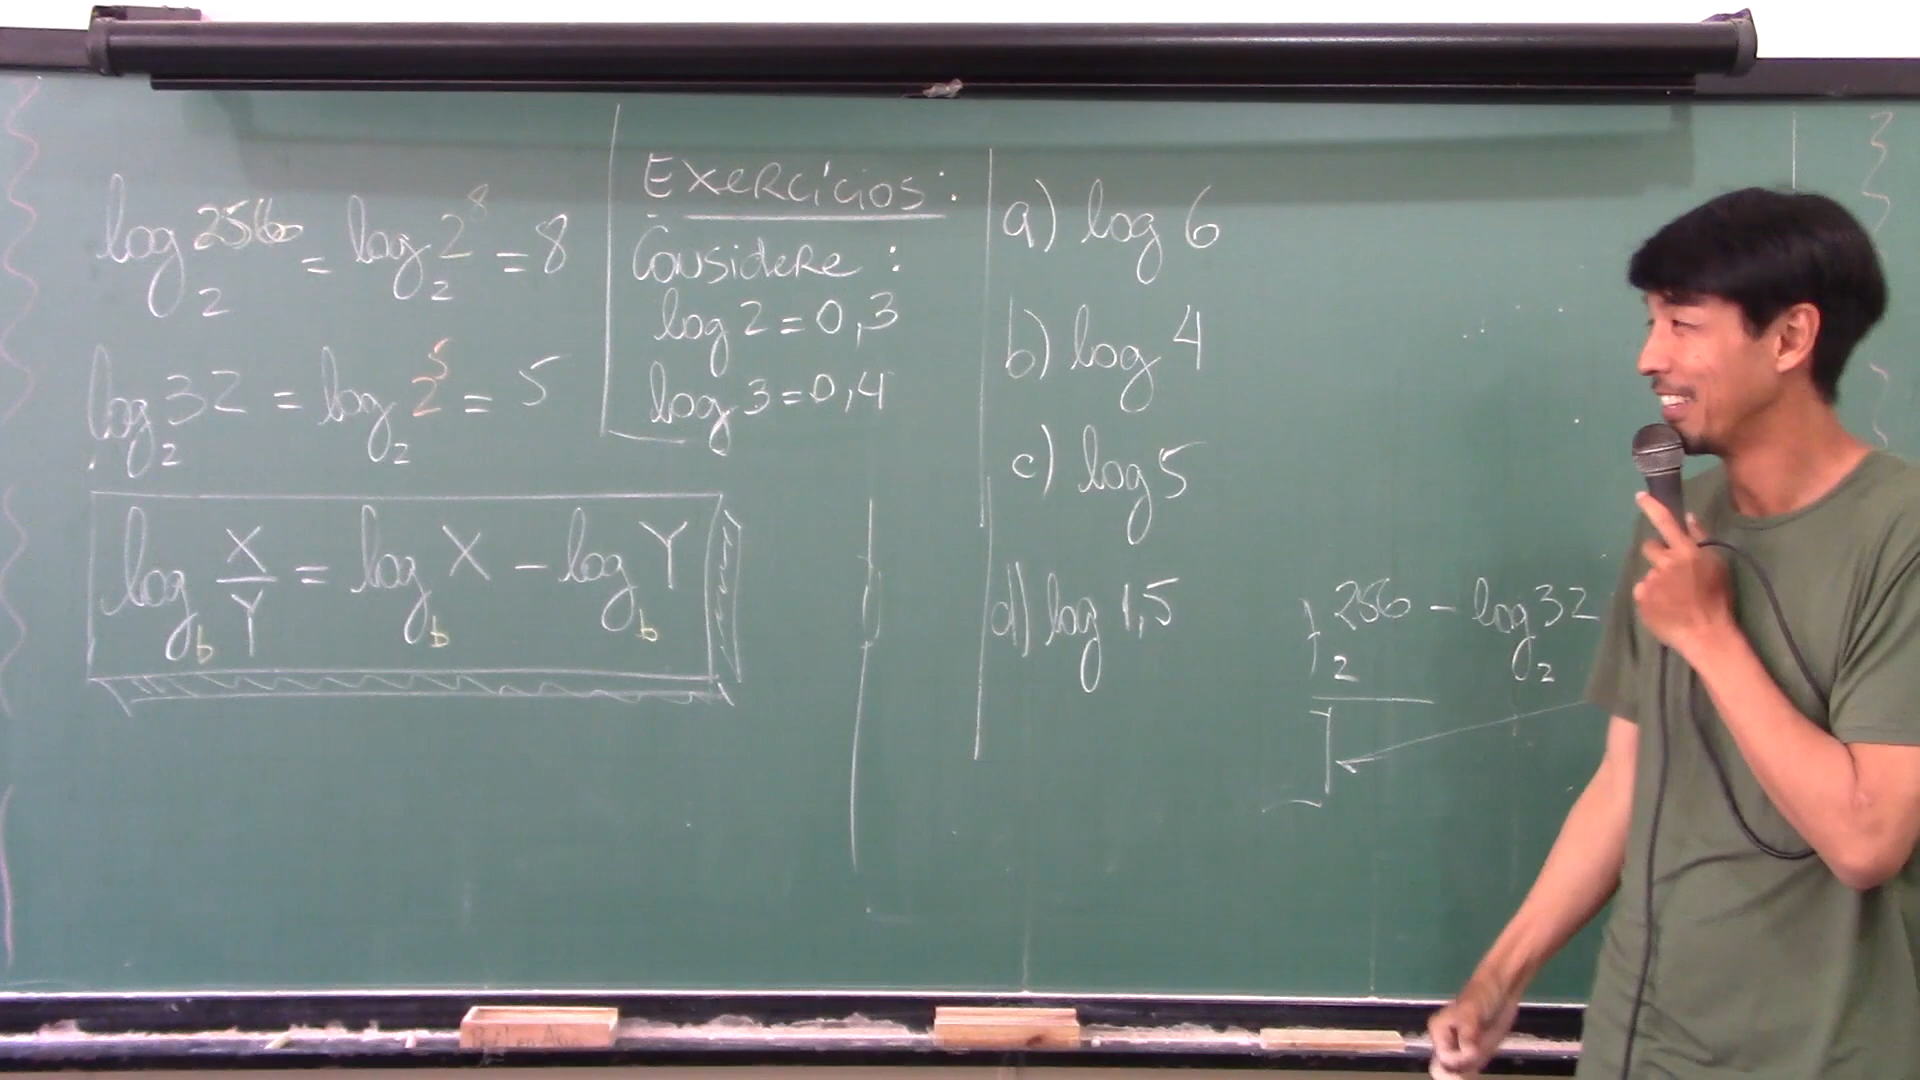 log₂ 256 = log₂ 2⁸ = 8
log₂ 32 = log₂ 2⁵ = 5
log_b X/Y = log_b X - log_b Y
Exercícios:
Considere:
log 2 = 0,3
log 3 = 0,4
a) log 6
b) log 4
c) log 5
d) log 1,5
₂ 256 - log₂ 32